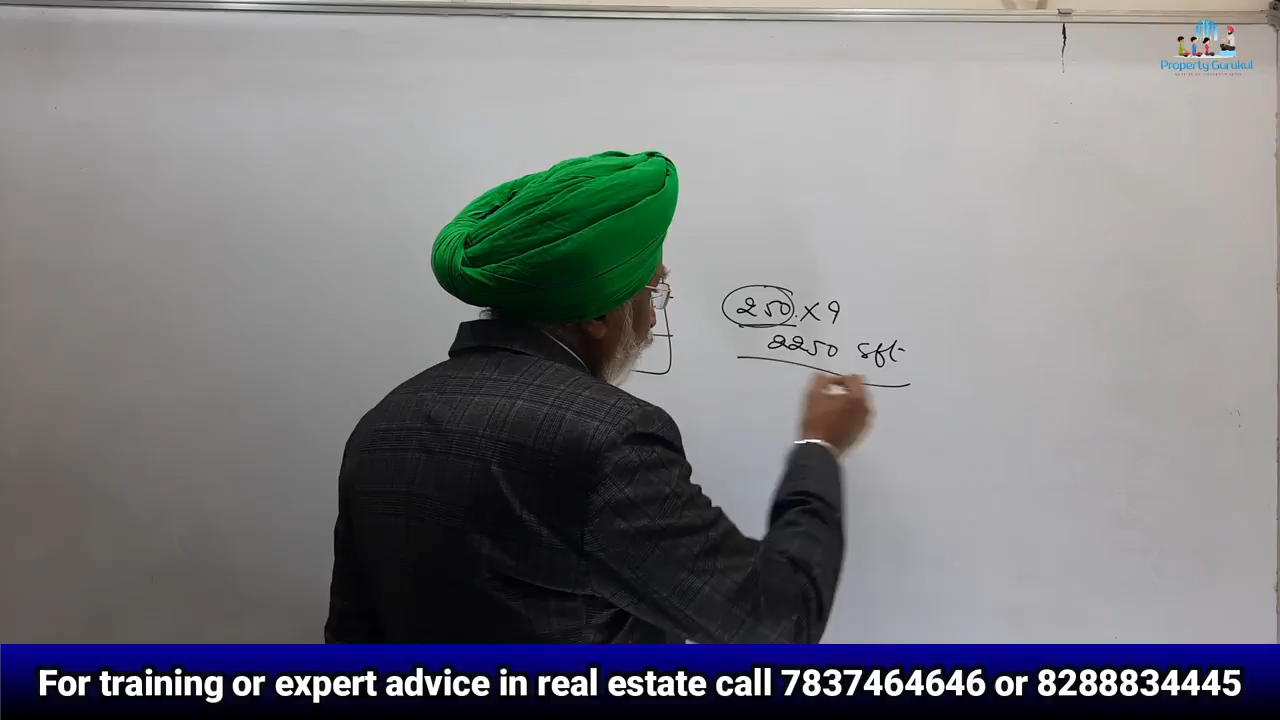 Property Gurukul
250 × 9
2250 sft
For training or expert advice in real estate call 7837464646 or 8288834445